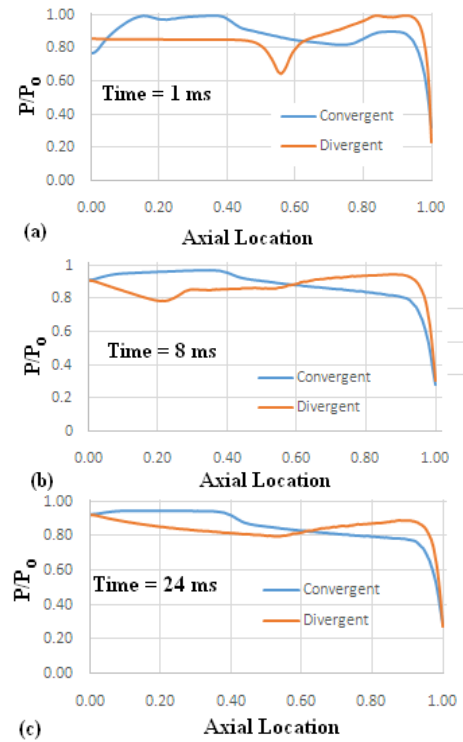 1.00
0.80
0.60
0.40
0.20
0.00
P/Po
Time = 1 ms
Convergent
Divergent
0.00 0.20 0.40 0.60 0.80 1.00
(a)
Axial Location
1
0.8
0.6
0.4
0.2
0
P/Po
Time = 8 ms
Convergent
Divergent
0.00 0.20 0.40 0.60 0.80 1.00
(b)
Axial Location
1.00
0.80
0.60
0.40
0.20
0.00
P/Po
Time = 24 ms
Convergent
Divergent
0.00 0.20 0.40 0.60 0.80 1.00
(c)
Axial Location